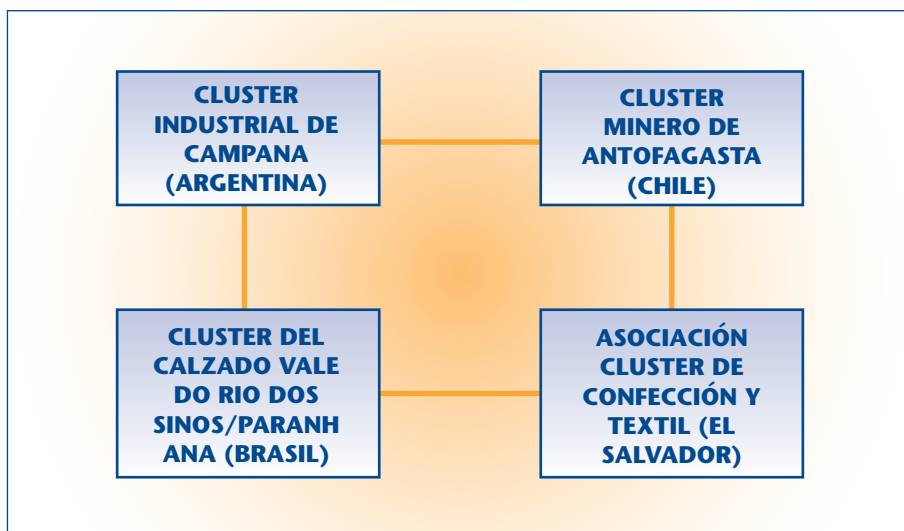 CLUSTER
INDUSTRIAL DE
CAMPANA
(ARGENTINA)
CLUSTER
MINERO DE
ANTOFAGASTA
(CHILE)
CLUSTER DEL
CALZADO VALE
DO RIO DOS
SINOS/PARANH
ANA (BRASIL)
ASOCIACIÓN
CLUSTER DE
CONFECCIÓN Y
TEXTIL (EL
SALVADOR)